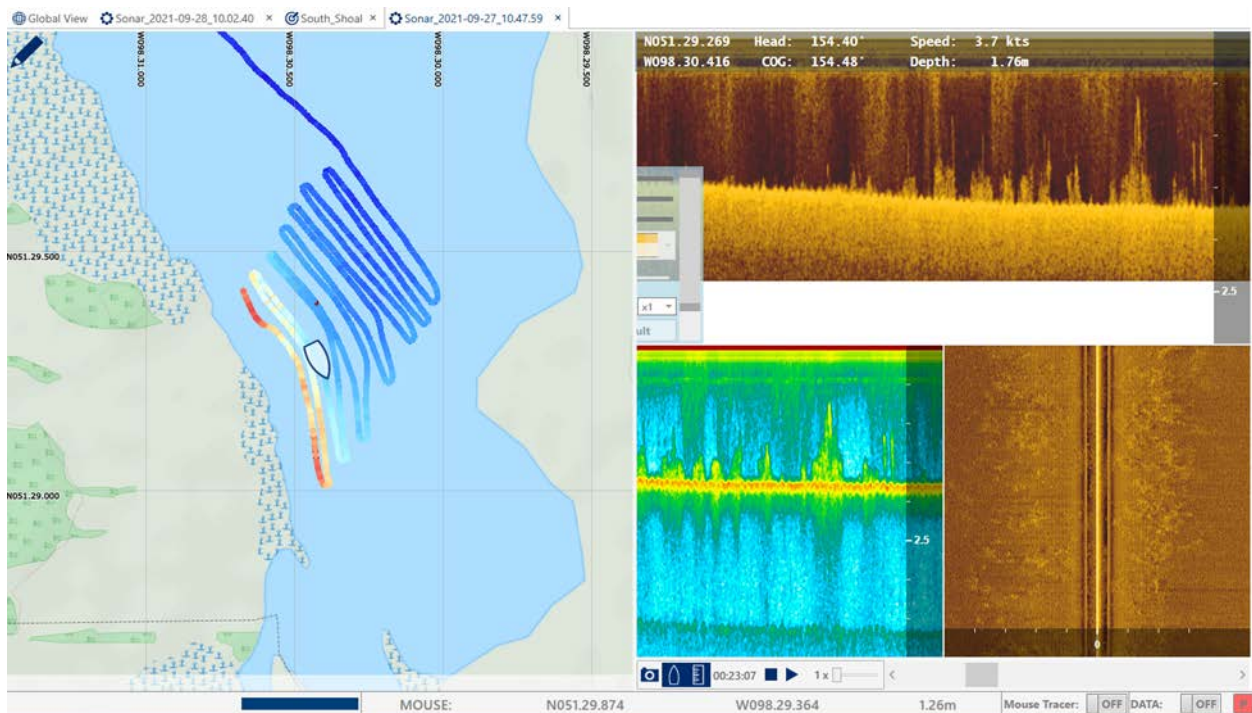 Global View Sonar_2021-09-28_10.02.40 × South_Shoal × Sonar_2021-09-27_10.47.59 ×
W098.31.000
W098.30.500
W098.30.000
W098.29.500
N051.29.500
N051.29.000
N051.29.269 Head: 154.40° Speed: 3.7 kts
W098.30.416 COG: 154.48° Depth: 1.76m
x1
ult
2.5
2.5
0
00:23:07 1 x
MOUSE: N051.29.874 W098.29.364 1.26m Mouse Tracer: OFF DATA: OFF